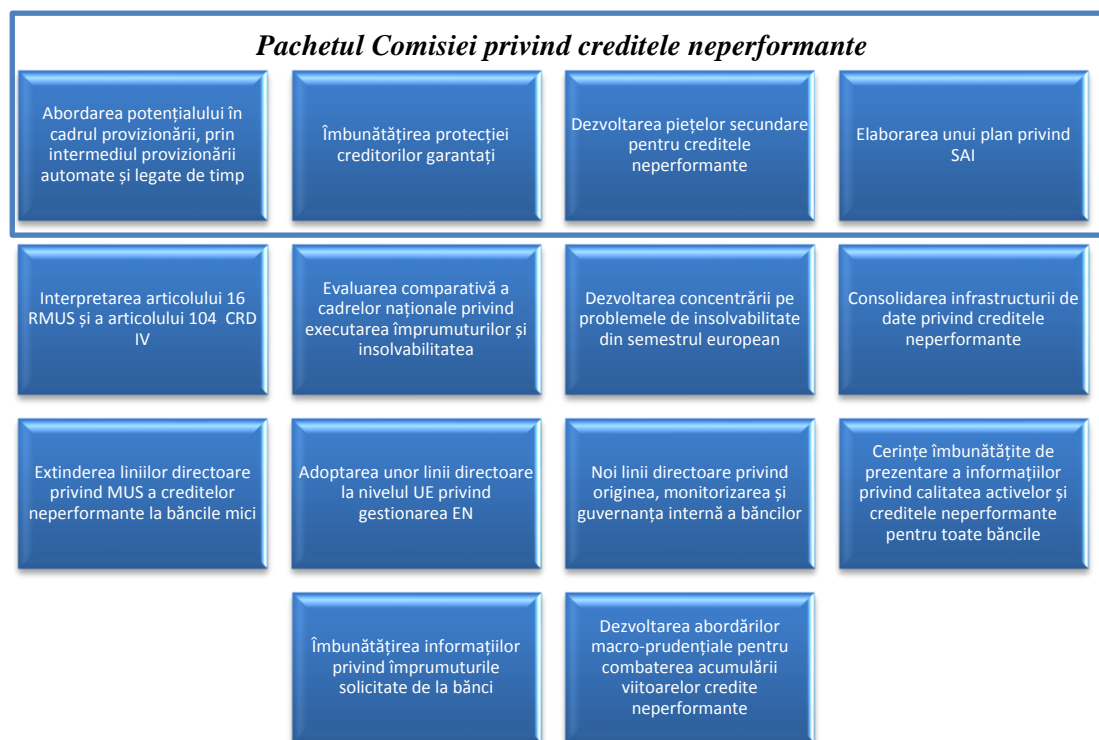 Pachetul Comisiei privind creditele neperformante
Abordarea potențialului în
cadrul provizionării, prin
intermediul provizionării
automate și legate de timp
Îmbunătățirea protecției
creditorilor garantați
Dezvoltarea piețelor secundare
pentru creditele
neperformante
Elaborarea unui plan privind
SAI
Interpretarea articolului 16
RMUS și a articolului 104 CRD
IV
Evaluarea comparativă a
cadrelor naționale privind
executarea împrumuturilor și
insolvabilitatea
Dezvoltarea concentrării pe
problemele de insolvabilitate
din semestrul european
Consolidarea infrastructurii de
date privind creditele
neperformante
Extinderea liniilor directoare
privind MUS a creditelor
neperformante la băncile mici
Adoptarea unor linii directoare
la nivelul UE privind
gestionarea EN
Noi linii directoare privind
originea, monitorizarea și
guvernanța internă a băncilor
Cerințe îmbunătățite de
prezentare a informațiilor
privind calitatea activelor și
creditele neperformante
pentru toate băncile
Îmbunătățirea informațiilor
privind împrumuturile
solicitate de la bănci
Dezvoltarea abordărilor
macro-prudențiale pentru
combaterea acumulării
viitoarelor credite
neperformante